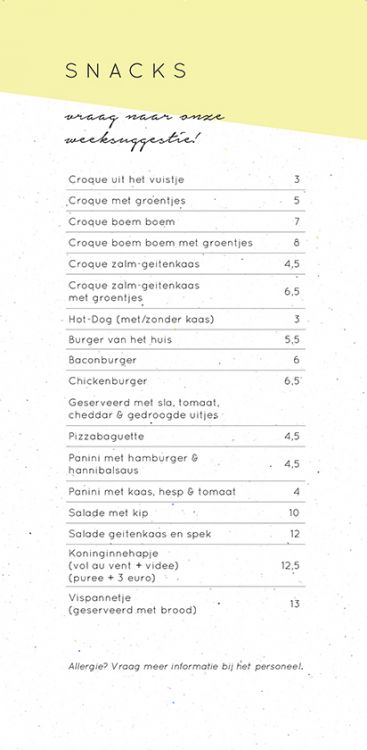 SNACKS
vraag naar onze
weeksuggestie!
Croque uit het vuistje 3
Croque met groentjes 5
Croque boem boem 7
Croque boem boem met groentjes 8
Croque zalm-geitenkaas 4,5
Croque zalm-geitenkaas
met groentjes 6,5
Hot-Dog (met/zonder kaas) 3
Burger van het huis 5,5
Baconburger 6
Chickenburger 6,5
Geserveerd met sla, tomaat,
cheddar & gedroogde uitjes
Pizzabaguette 4,5
Panini met hamburger &
hannibalsaus 4,5
Panini met kaas, hesp & tomaat 4
Salade met kip 10
Salade geitenkaas en spek 12
Koninginnehapje
(vol au vent + videe) 12,5
(puree + 3 euro)
Vispannetje
(geserveerd met brood) 13
Allergie? Vraag meer informatie bij het personeel.